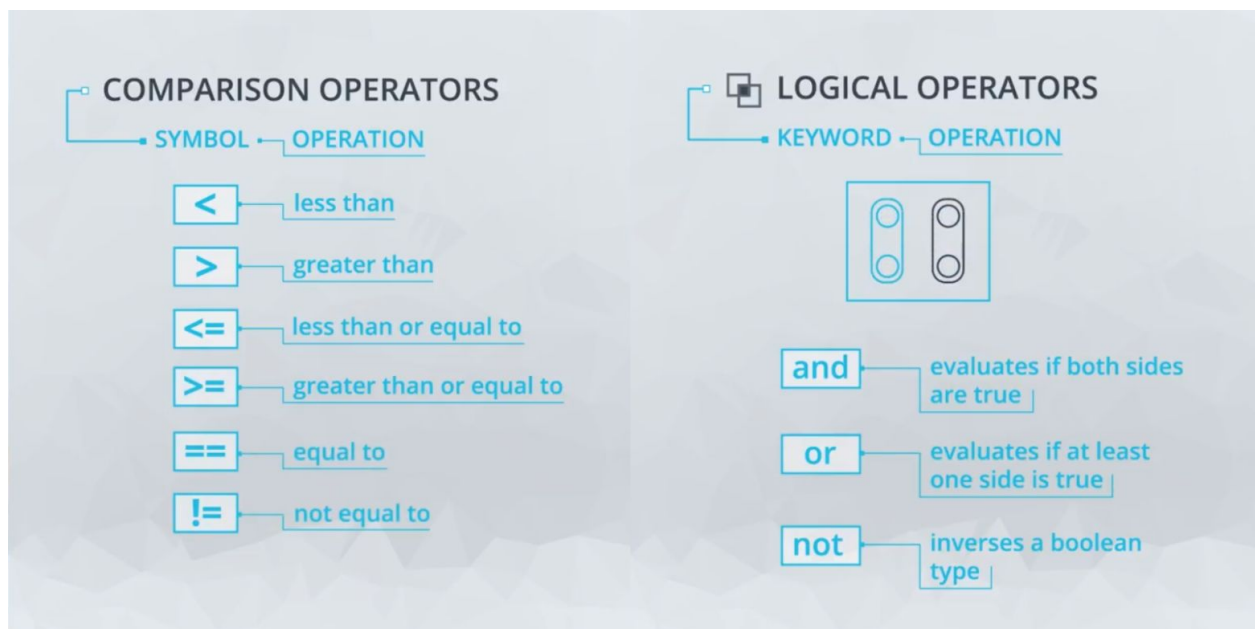 COMPARISON OPERATORS
SYMBOL OPERATION
< less than
> greater than
<= less than or equal to
>= greater than or equal to
== equal to
!= not equal to
LOGICAL OPERATORS
KEYWORD OPERATION
and evaluates if both sides
are true
or evaluates if at least
one side is true
not inverses a boolean
type